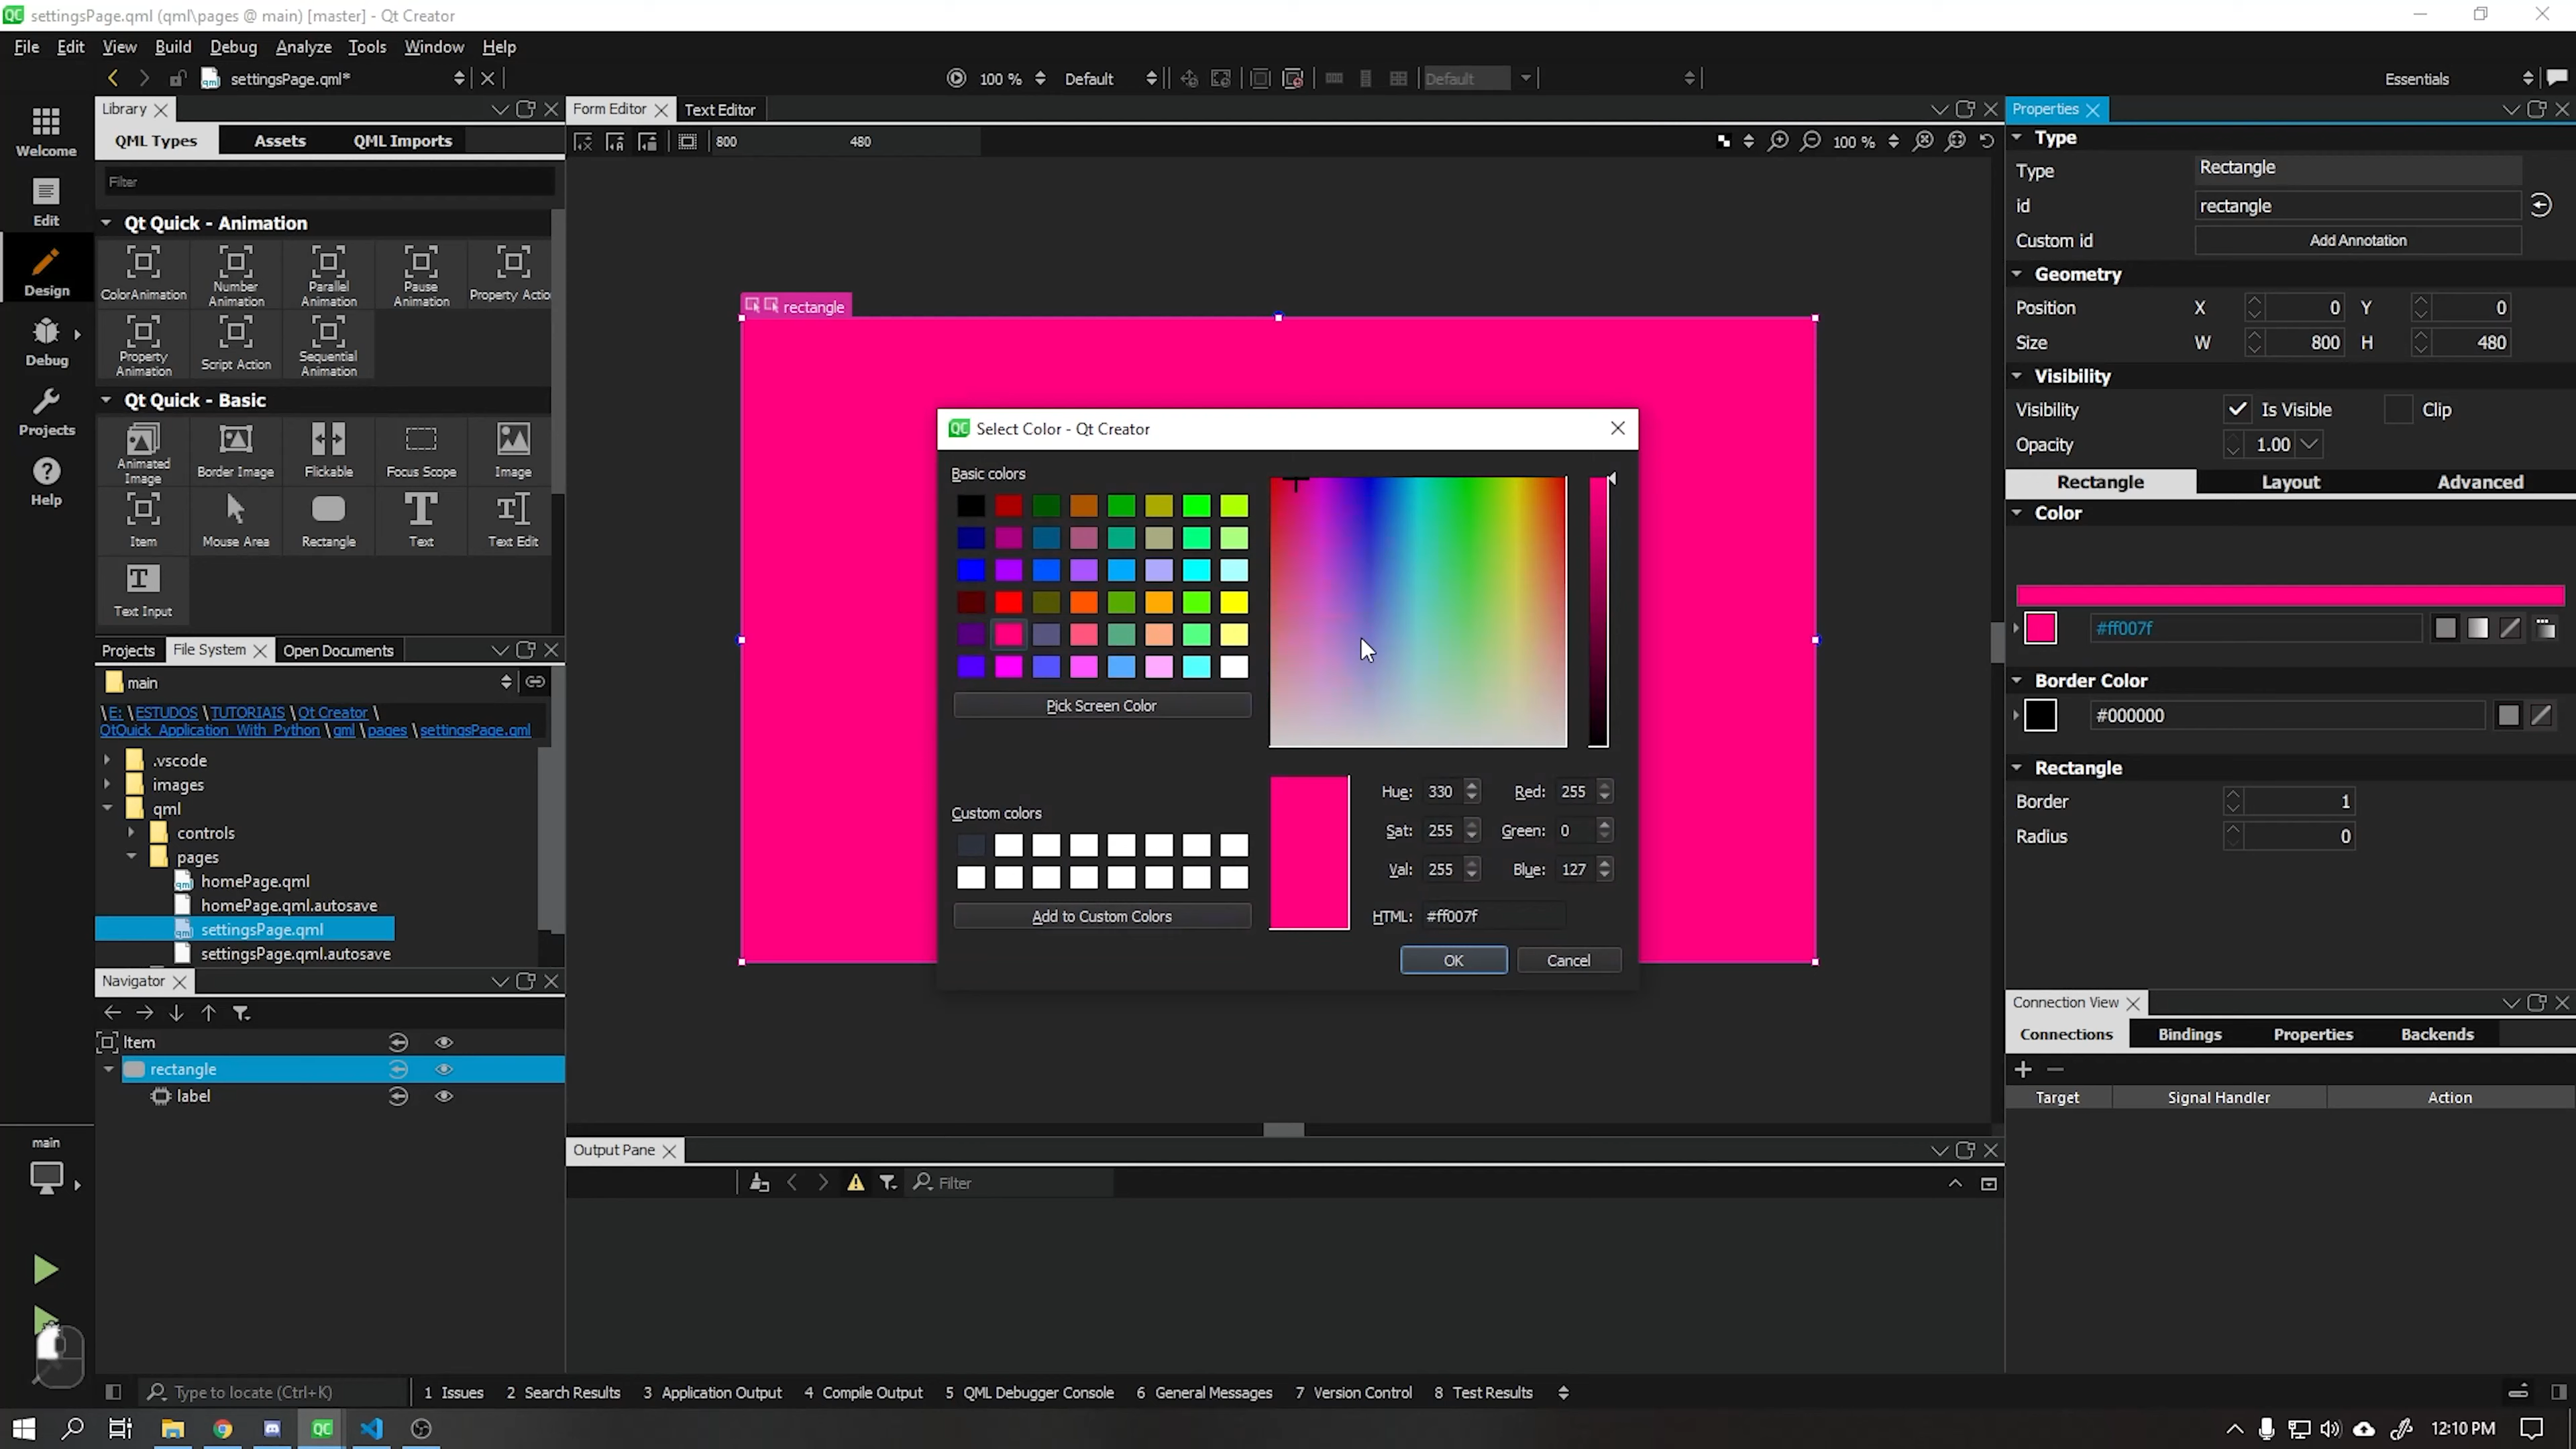 settingsPage.qml (qml\pages @ main) [master] - Qt Creator
File Edit View Build Debug Analyze Tools Window Help
settingsPage.qml*
100 %
Default
Default
Essentials
Library
QML Types Assets QML Imports
Filter
Qt Quick - Animation
ColorAnimation
Number Animation
Parallel Animation
Pause Animation
Property Actio
Property Animation
Script Action
Sequential Animation
Qt Quick - Basic
Animated Image
Border Image
Flickable
Focus Scope
Image
Item
Mouse Area
Rectangle
Text
Text Edit
Text Input
Welcome
Edit
Design
Debug
Projects
Help
Projects File System Open Documents
main
\E: \ESTUDOS \TUTORIAIS \Qt Creator \
QtQuick_Application_With_Python \qml \pages \settingsPage.qml
.vscode
images
qml
controls
pages
homePage.qml
homePage.qml.autosave
settingsPage.qml
settingsPage.qml.autosave
Navigator
Item
rectangle
label
main
Form Editor Text Editor
800 480
100 %
rectangle
Select Color - Qt Creator
Basic colors
Pick Screen Color
Custom colors
Add to Custom Colors
Hue: 330 Red: 255
Sat: 255 Green: 0
Val: 255 Blue: 127
HTML: #ff007f
OK Cancel
Output Pane
Filter
Properties
Type
Type Rectangle
id rectangle
Custom id Add Annotation
Geometry
Position X 0 Y 0
Size W 800 H 480
Visibility
Visibility Is Visible Clip
Opacity 1.00
Rectangle Layout Advanced
Color
#ff007f
Border Color
#000000
Rectangle
Border 1
Radius 0
Connection View
Connections Bindings Properties Backends
Target Signal Handler Action
Type to locate (Ctrl+K) 1 Issues 2 Search Results 3 Application Output 4 Compile Output 5 QML Debugger Console 6 General Messages 7 Version Control 8 Test Results
QC
12:10 PM